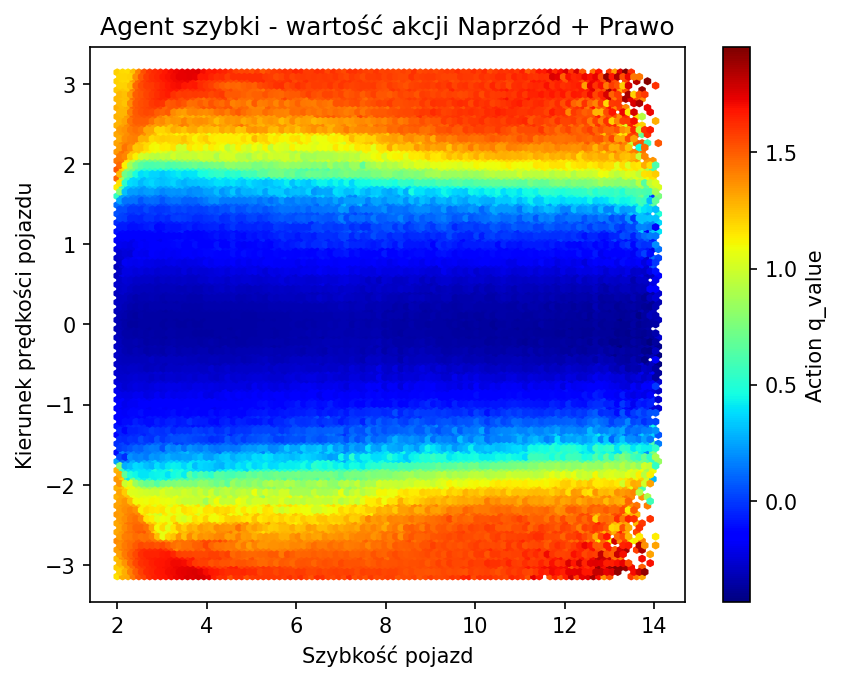 Agent szybki - wartość akcji Naprzód + Prawo
Kierunek prędkości pojazdu
3
2
1
0
−1
−2
−3
2 4 6 8 10 12 14
Szybkość pojazd
1.5
1.0
0.5
0.0
Action q_value